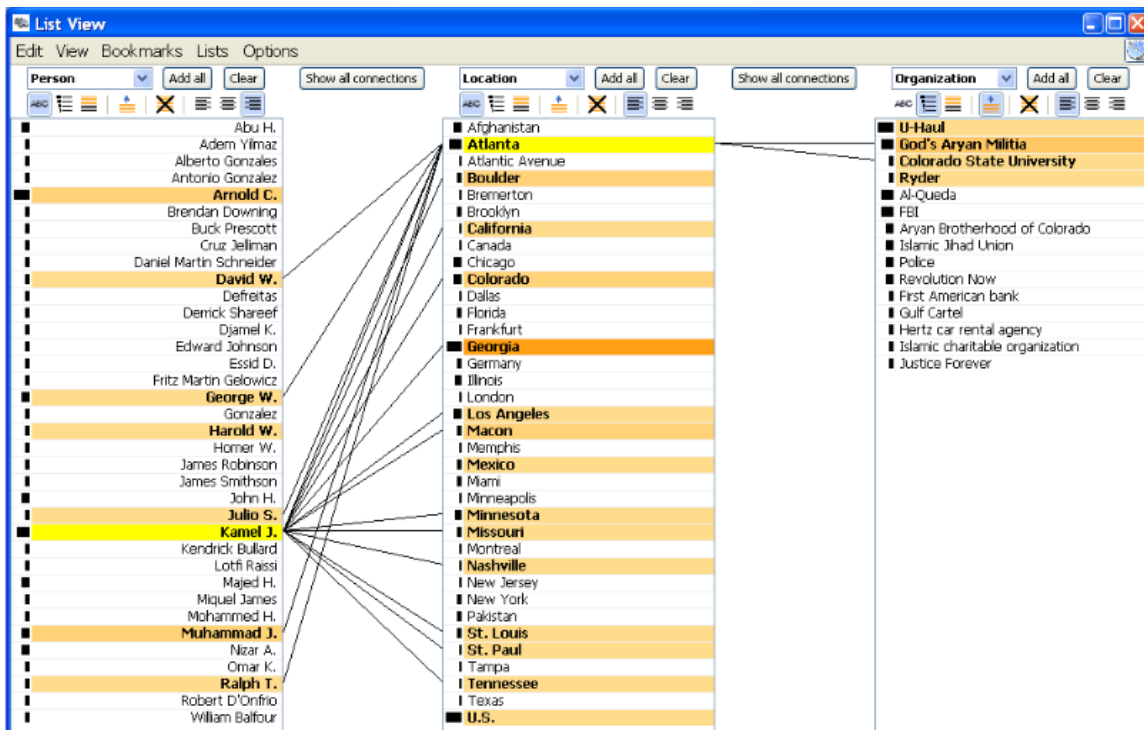 List View
Edit View Bookmarks Lists Options
Person Add all Clear Show all connections Location Add all Clear Show all connections Organization Add all Clear
ABC ABC ABC
Abu H.
Adem Yilmaz
Alberto Gonzales
Antonio Gonzalez
Arnold C.
Brendan Downing
Buck Prescott
Cruz Jelliman
Daniel Martin Schneider
David W.
Defreitas
Derrick Shareef
Djamel K.
Edward Johnson
Essid D.
Fritz Martin Gelowicz
George W.
Gonzalez
Harold W.
Homer W.
James Robinson
James Smithson
John H.
Julio S.
Kamel J.
Kendrick Bullard
Lotfi Raissi
Majed H.
Miquel James
Mohammed H.
Muhammad J.
Nizar A.
Omar K.
Ralph T.
Robert D'Onfrio
William Balfour
Afghanistan
Atlanta
Atlantic Avenue
Boulder
Bremerton
Brooklyn
California
Canada
Chicago
Colorado
Dallas
Florida
Frankfurt
Georgia
Germany
Illinois
London
Los Angeles
Macon
Memphis
Mexico
Miami
Minneapolis
Minnesota
Missouri
Montreal
Nashville
New Jersey
New York
Pakistan
St. Louis
St. Paul
Tampa
Tennessee
Texas
U.S.
U-Haul
God's Aryan Militia
Colorado State University
Ryder
Al-Queda
FBI
Aryan Brotherhood of Colorado
Islamic Jihad Union
Police
Revolution Now
First American bank
Gulf Cartel
Hertz car rental agency
Islamic charitable organization
Justice Forever